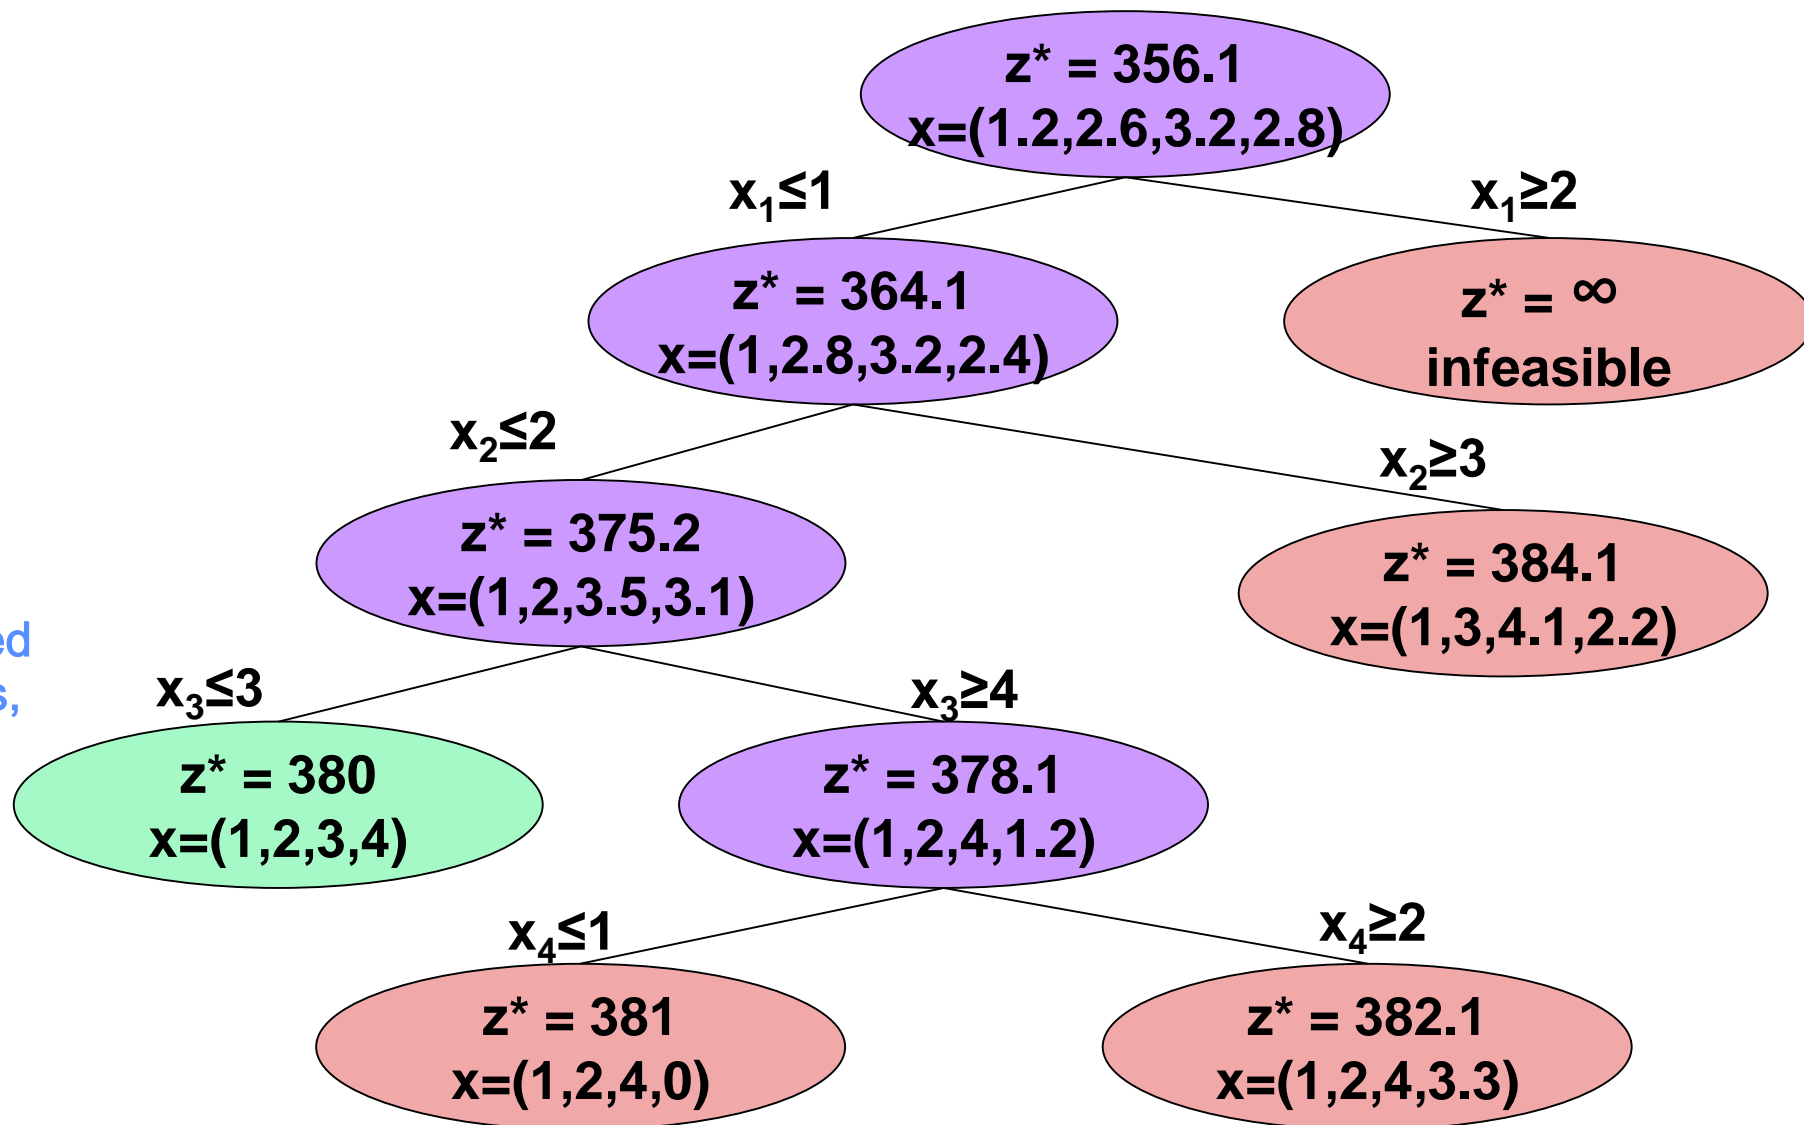 z* = 356.1
x=(1.2,2.6,3.2,2.8)
x₁≤1
x₁≥2
z* = 364.1
x=(1,2.8,3.2,2.4)
z* = ∞
infeasible
x₂≤2
x₂≥3
z* = 375.2
x=(1,2,3.5,3.1)
z* = 384.1
x=(1,3,4.1,2.2)
x₃≤3
x₃≥4
z* = 380
x=(1,2,3,4)
z* = 378.1
x=(1,2,4,1.2)
x₄≤1
x₄≥2
z* = 381
x=(1,2,4,0)
z* = 382.1
x=(1,2,4,3.3)